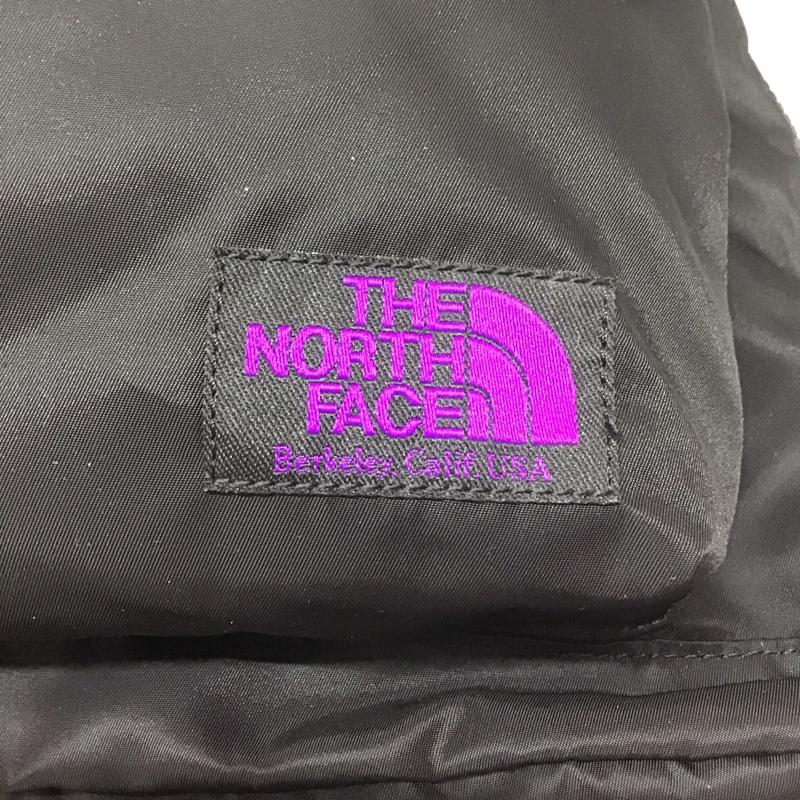 THE
NORTH
FACE
Berkeley, Calif. USA